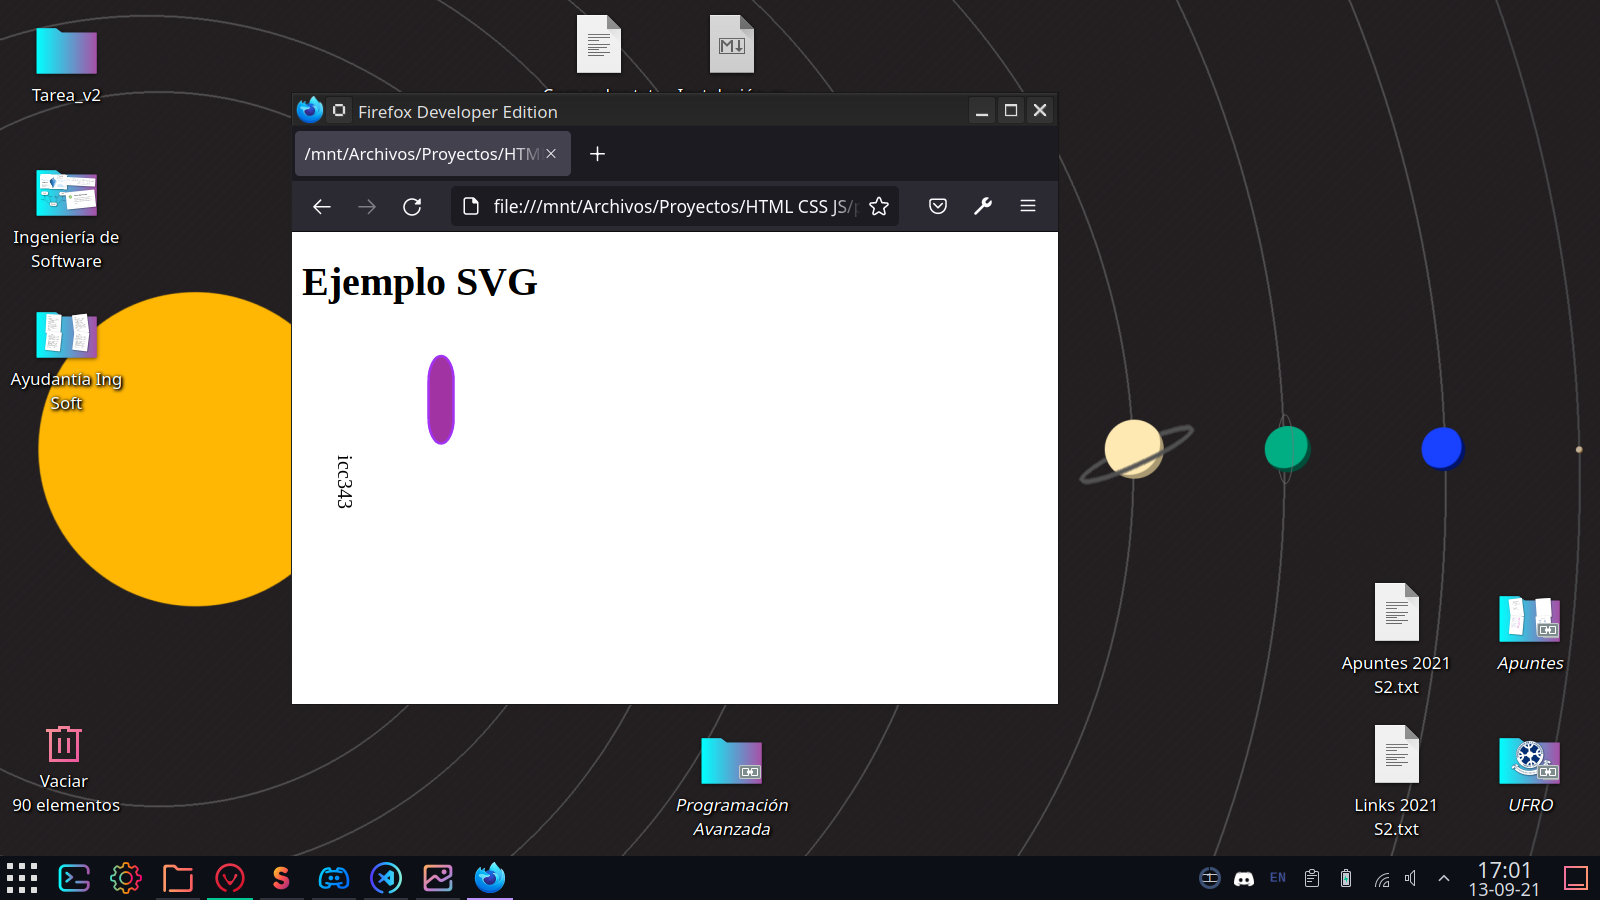 Tarea_v2
Ingeniería de
Software
Ayudantía Ing
Soft
Vaciar
90 elementos
Firefox Developer Edition
/mnt/Archivos/Proyectos/HTM
file:///mnt/Archivos/Proyectos/HTML CSS JS/
Ejemplo SVG
icc343
Programación
Avanzada
Apuntes 2021
S2.txt
Apuntes
Links 2021
S2.txt
UFRO
EN
17:01
13-09-21